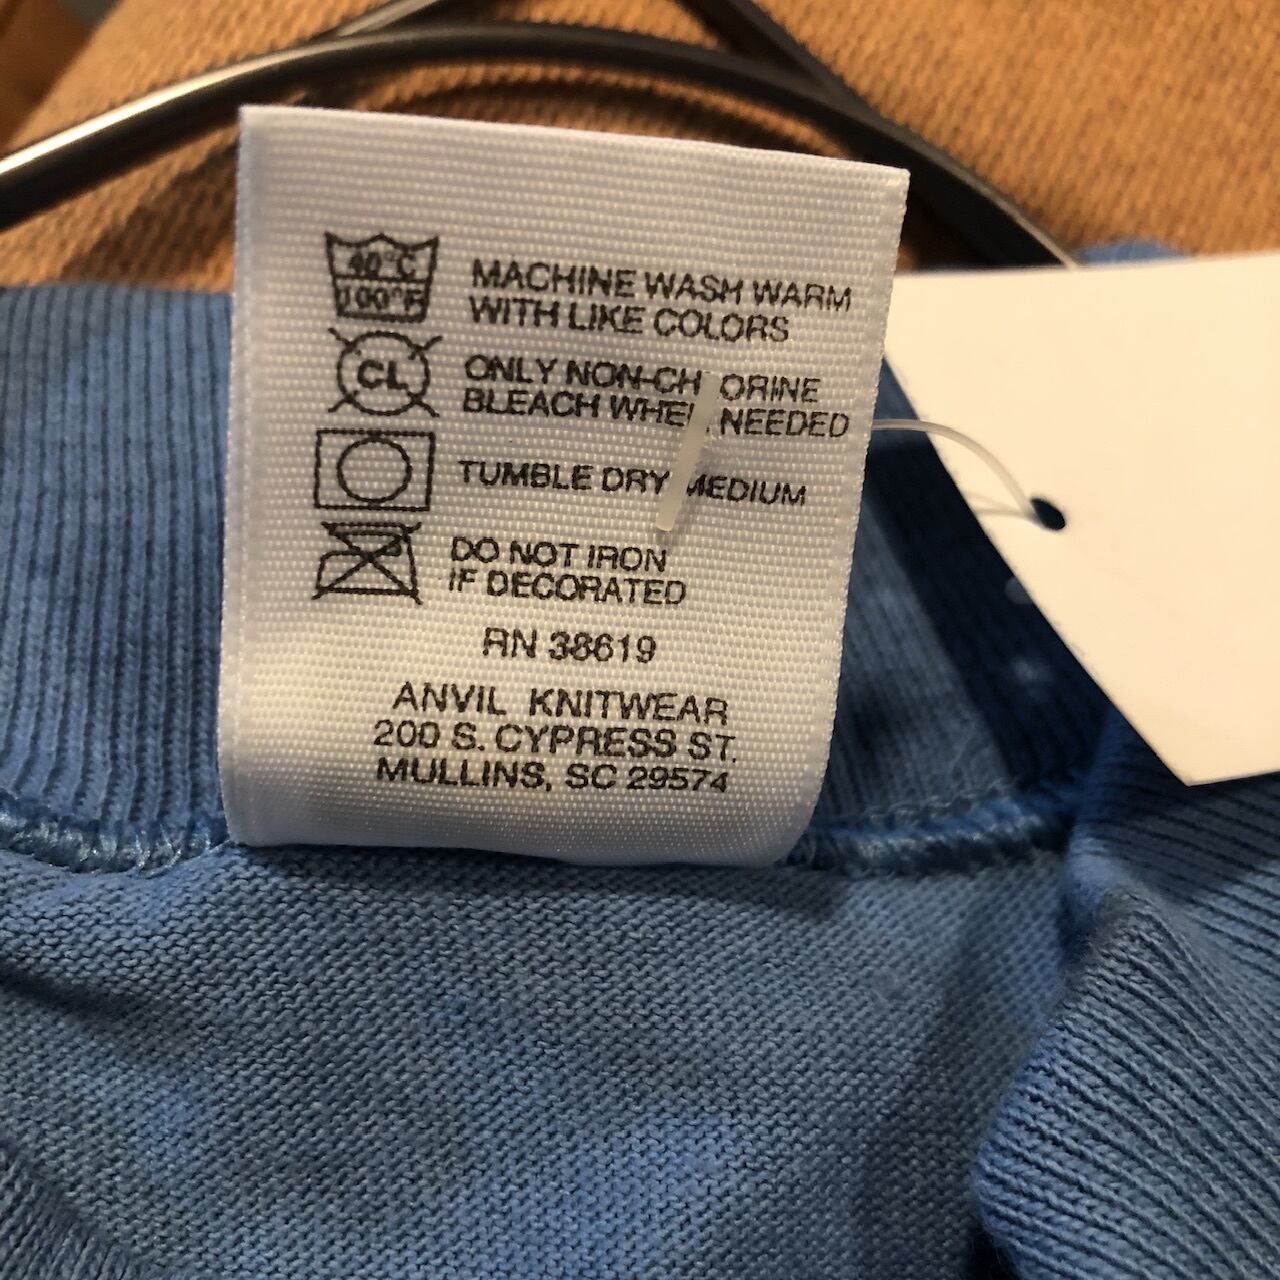 40°C
100°F
MACHINE WASH WARM
WITH LIKE COLORS
CL
ONLY NON-CHLORINE
BLEACH WHEN NEEDED
TUMBLE DRY MEDIUM
DO NOT IRON
IF DECORATED
RN 38619
ANVIL KNITWEAR
200 S. CYPRESS ST.
MULLINS, SC 29574